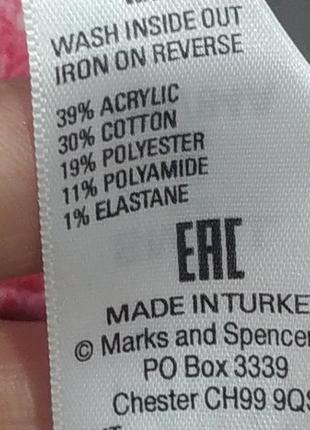 WASH INSIDE OUT
IRON ON REVERSE
39% ACRYLIC
30% COTTON
19% POLYESTER
11% POLYAMIDE
1% ELASTANE
EAC
MADE IN TURKE
© Marks and Spencer
PO Box 3339
Chester CH99 9QS